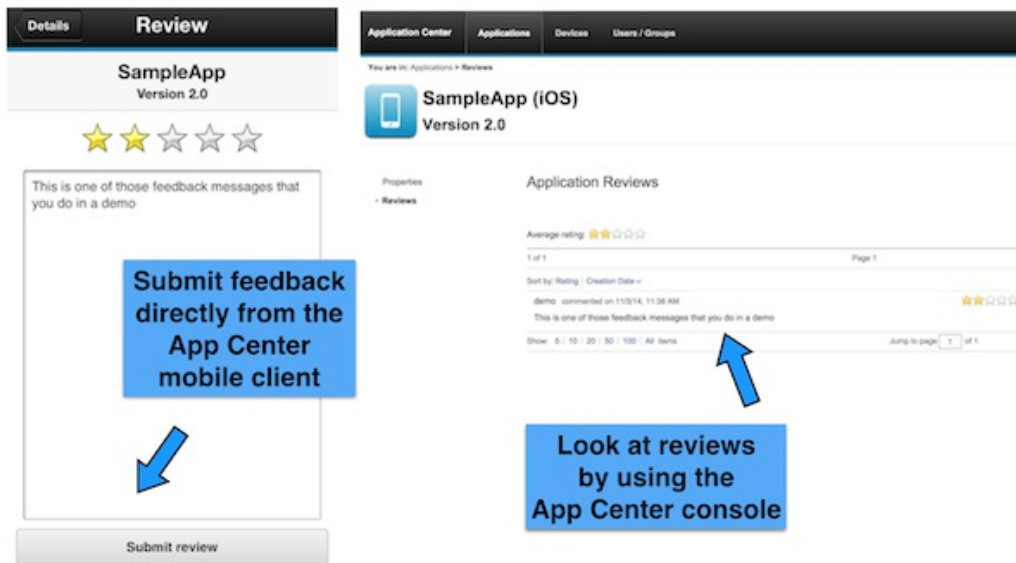 Details
Review
SampleApp
Version 2.0
This is one of those feedback messages that
you do in a demo
Submit feedback
directly from the
App Center
mobile client
Submit review
Application Center
Applications
Devices
Users / Groups
You are in: Applications > Reviews
SampleApp (iOS)
Version 2.0
Properties
Reviews
Application Reviews
Average rating:
1 of 1
Page 1
Sort by: Rating | Creation Date
demo commented on 11/3/14, 11:38 AM
This is one of those feedback messages that you do in a demo
Show: 5 | 10 | 20 | 50 | 100 | All items
Jump to page 1 of 1
Look at reviews
by using the
App Center console